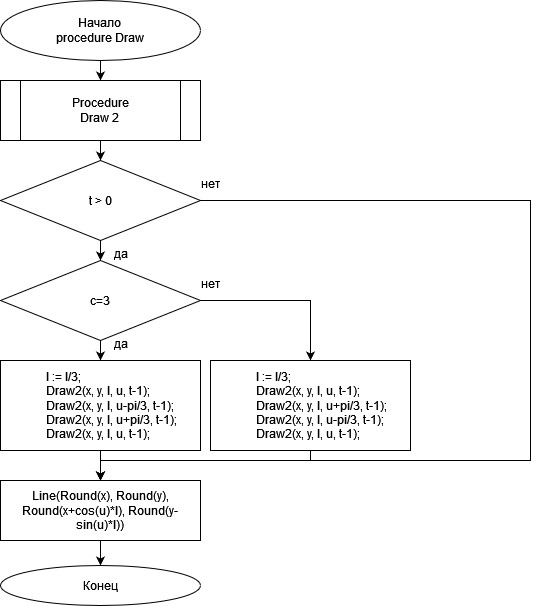 Начало
procedure Draw
Procedure
Draw 2
t > 0
нет
да
c=3
нет
да
l := l/3;
Draw2(x, y, l, u, t-1);
Draw2(x, y, l, u-pi/3, t-1);
Draw2(x, y, l, u+pi/3, t-1);
Draw2(x, y, l, u, t-1);
l := l/3;
Draw2(x, y, l, u, t-1);
Draw2(x, y, l, u+pi/3, t-1);
Draw2(x, y, l, u-pi/3, t-1);
Draw2(x, y, l, u, t-1);
Line(Round(x), Round(y),
Round(x+cos(u)*l), Round(y-
sin(u)*l))
Конец